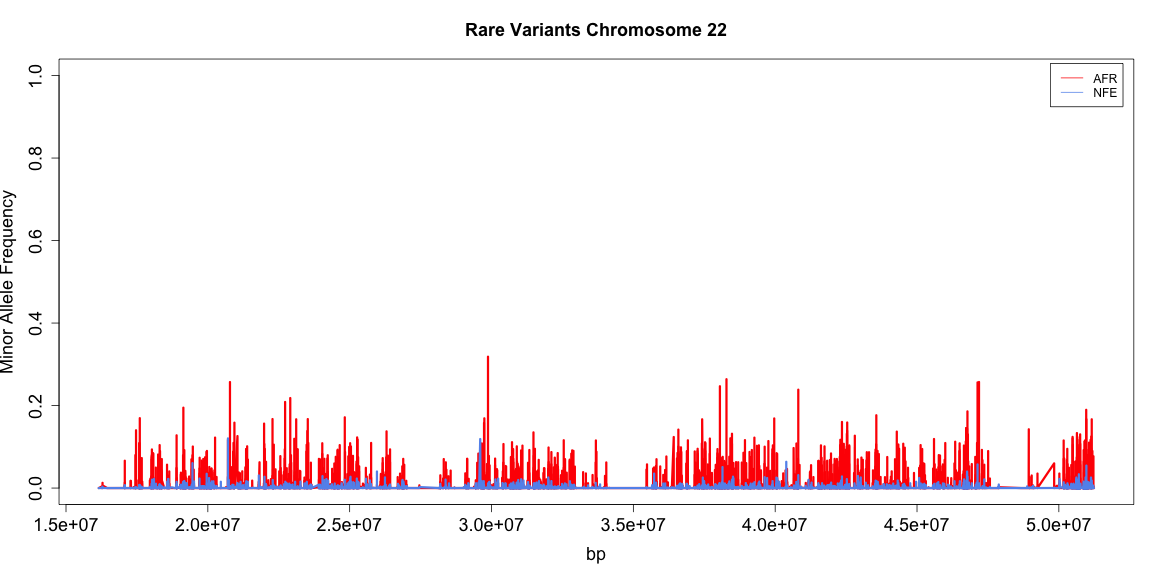 Rare Variants Chromosome 22
AFR
NFE
Minor Allele Frequency
1.0
0.8
0.6
0.4
0.2
0.0
1.5e+07
2.0e+07
2.5e+07
3.0e+07
3.5e+07
4.0e+07
4.5e+07
5.0e+07
bp